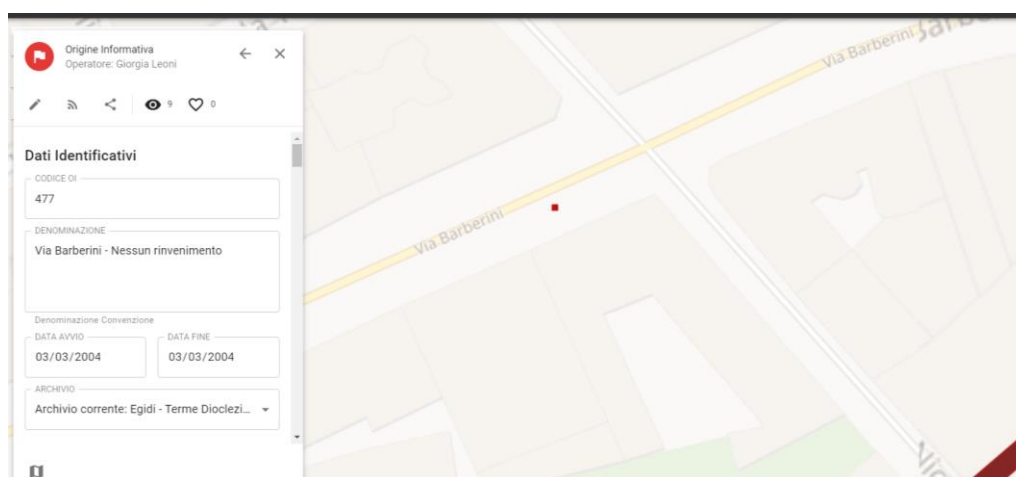 Origine Informativa
Operatore: Giorgia Leoni
9
0
Dati Identificativi
CODICE OI
477
DENOMINAZIONE
Via Barberini - Nessun rinvenimento
Denominazione Convenzione
DATA AVVIO
03/03/2004
DATA FINE
03/03/2004
ARCHIVIO
Archivio corrente: Egidi - Terme Dioclezi...
Via Barberini
Via Barberini